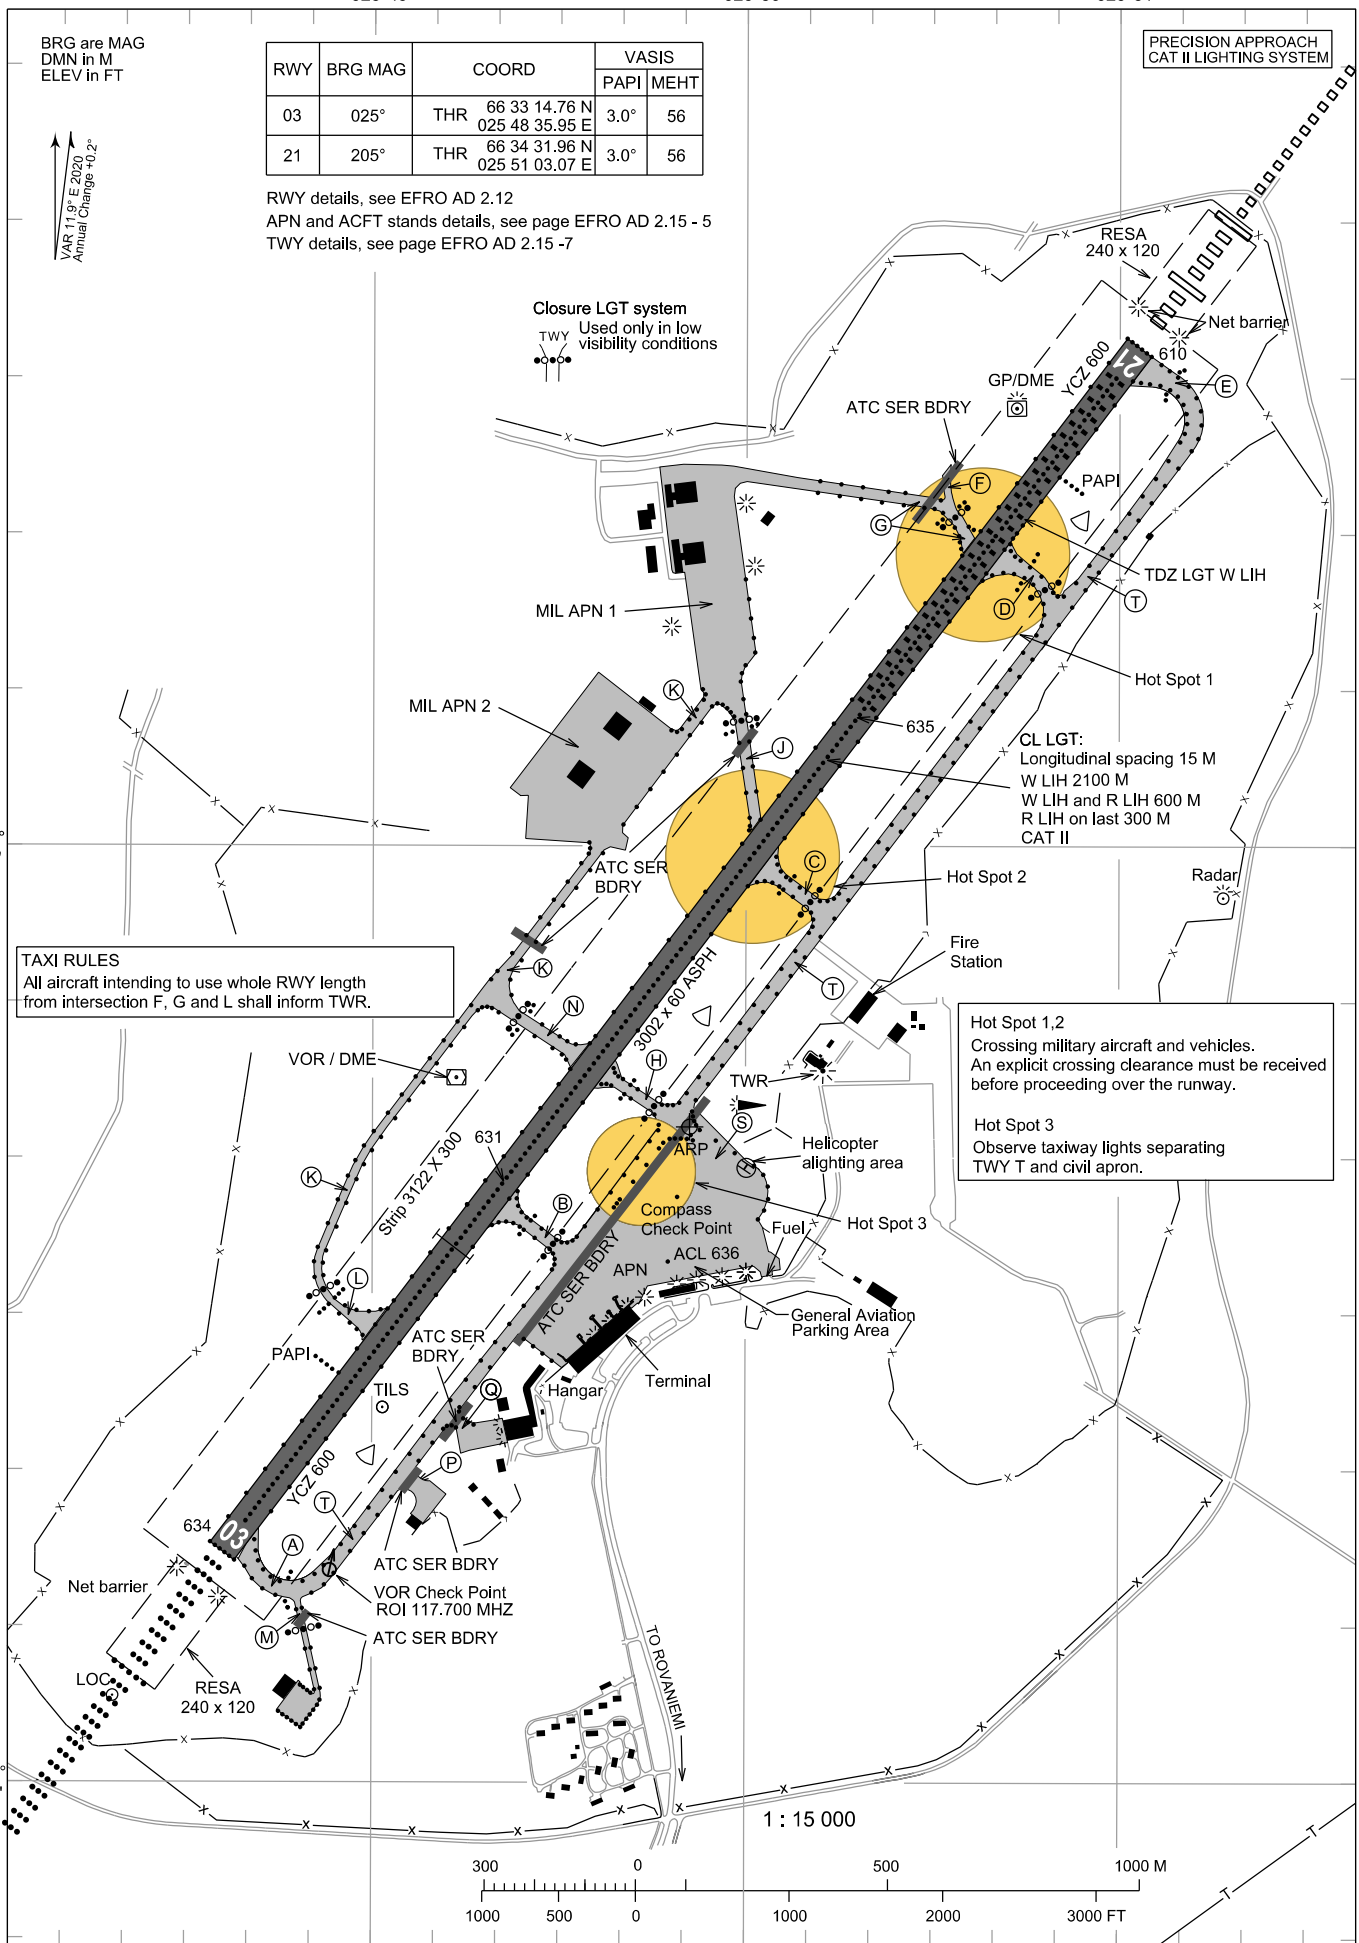 BRG are MAG
DMN in M
ELEV in FT
VAR 11.9° E 2020
Annual Change +0.2°
RWY BRG MAG COORD VASIS
PAPI MEHT
03 025° THR 66 33 14.76 N 025 48 35.95 E 3.0° 56
21 205° THR 66 34 31.96 N 025 51 03.07 E 3.0° 56
RWY details, see EFRO AD 2.12
APN and ACFT stands details, see page EFRO AD 2.15 - 5
TWY details, see page EFRO AD 2.15 -7
PRECISION APPROACH
CAT II LIGHTING SYSTEM
Closure LGT system
TWY Used only in low
visibility conditions
RESA
240 x 120
Net barrier
610
21
YCZ 600
E
GP/DME
ATC SER BDRY
F
PAPI
G
TDZ LGT W LIH
D
T
MIL APN 1
Hot Spot 1
K
MIL APN 2
635
J
CL LGT:
Longitudinal spacing 15 M
W LIH 2100 M
W LIH and R LIH 600 M
R LIH on last 300 M
CAT II
ATC SER
BDRY
C
Hot Spot 2
Radar
TAXI RULES
All aircraft intending to use whole RWY length
from intersection F, G and L shall inform TWR.
K
Fire
Station
T
N
3002 x 60 ASPH
Hot Spot 1,2
Crossing military aircraft and vehicles.
An explicit crossing clearance must be received
before proceeding over the runway.
Hot Spot 3
Observe taxiway lights separating
TWY T and civil apron.
VOR / DME
H
TWR
S
631
ARP
Helicopter
alighting area
H
K
Strip 3122 X 300
B
Compass
Check Point
Hot Spot 3
Fuel
ACL 636
APN
L
ATC SER BDRY
General Aviation
Parking Area
ATC SER
BDRY
PAPI
TILS
Q
Hangar
Terminal
P
YCZ 600
T
634
03
A
ATC SER BDRY
Net barrier
VOR Check Point
ROI 117.700 MHZ
M
ATC SER BDRY
LOC
RESA
240 x 120
TO ROVANIEMI
1 : 15 000
T
T
300 0 500 1000 M
1000 500 0 1000 2000 3000 FT